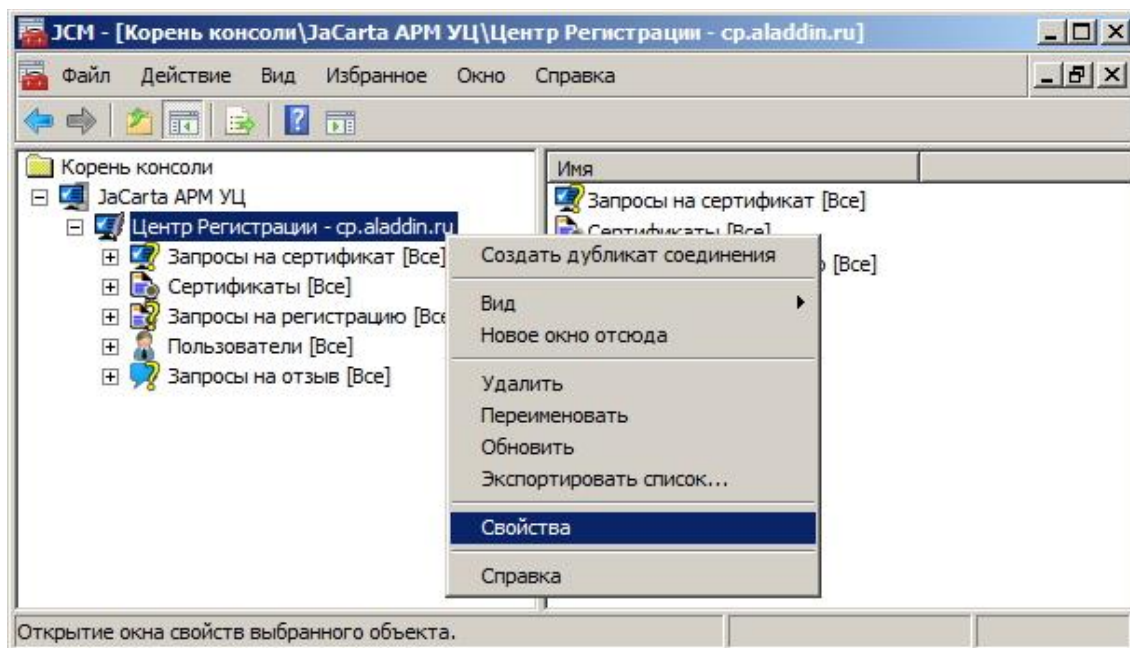 JCM - [Корень консоли\JaCarta АРМ УЦ\Центр Регистрации - cp.aladdin.ru]
Файл Действие Вид Избранное Окно Справка
Корень консоли
JaCarta АРМ УЦ
Центр Регистрации - cp.aladdin.ru
Запросы на сертификат [Все]
Сертификаты [Все]
Запросы на регистрацию [Все
Пользователи [Все]
Запросы на отзыв [Все]
Имя
Запросы на сертификат [Все]
Сертификаты [Все]
[Все]
Создать дубликат соединения
Вид
Новое окно отсюда
Удалить
Переименовать
Обновить
Экспортировать список...
Свойства
Справка
Открытие окна свойств выбранного объекта.